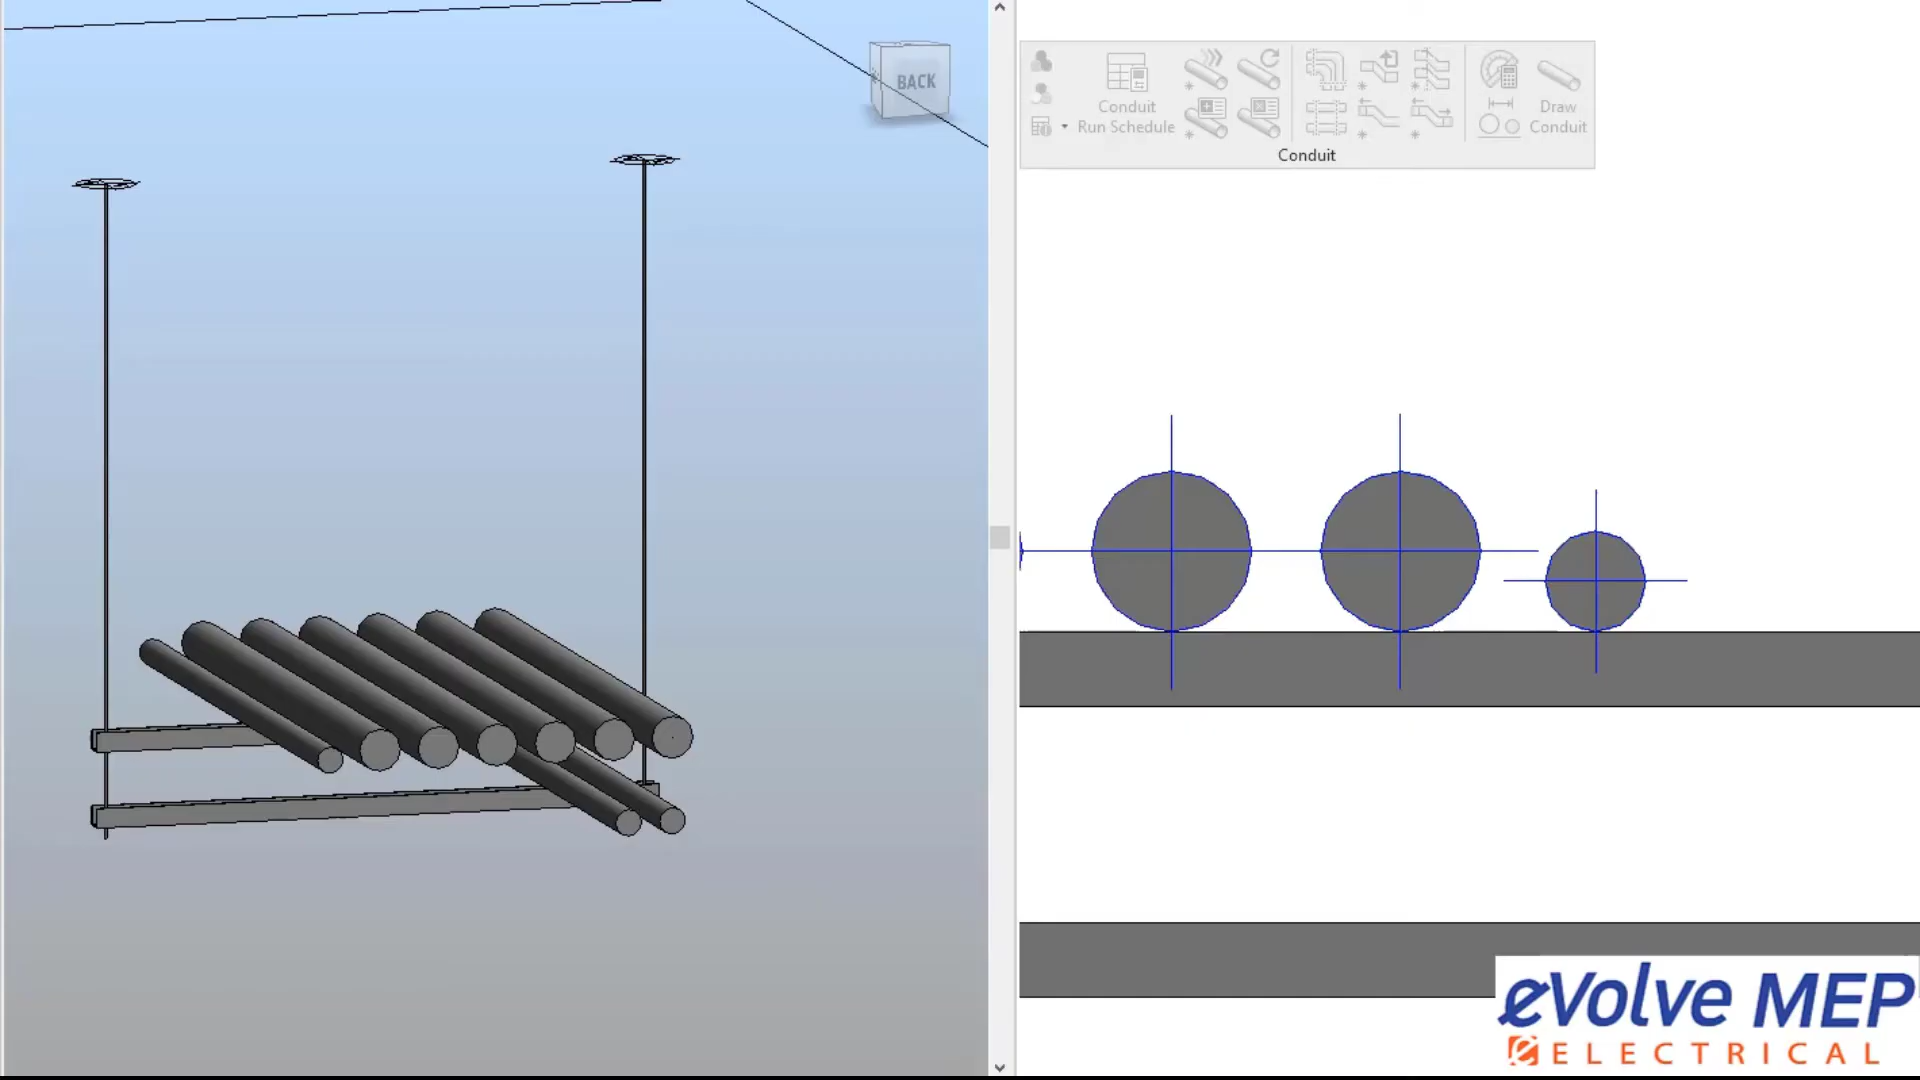 BACK
Conduit
Run Schedule
Draw
Conduit
Conduit
eVolve MEP
ELECTRICAL